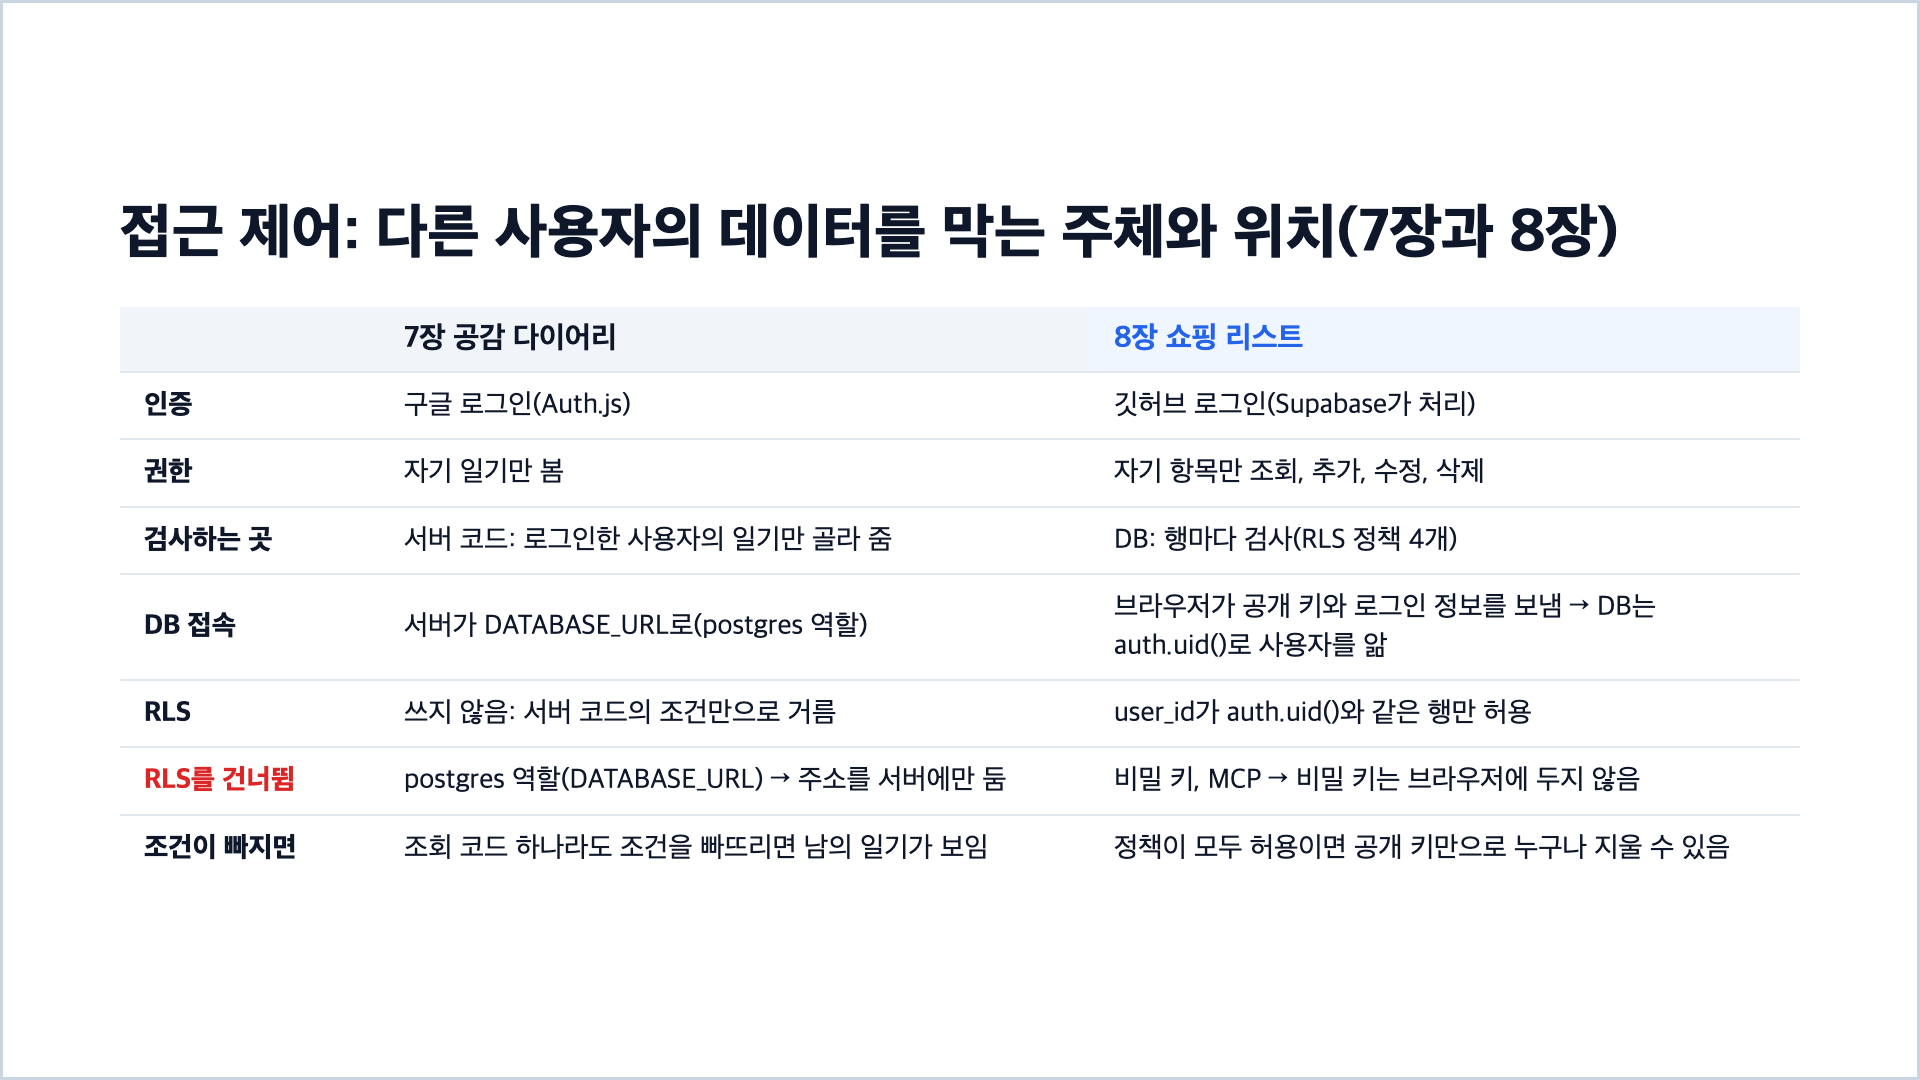 접근 제어: 다른 사용자의 데이터를 막는 주체와 위치(7장과 8장)
7장 공감 다이어리
8장 쇼핑 리스트
인증
구글 로그인(Auth.js)
깃허브 로그인(Supabase가 처리)
권한
자기 일기만 봄
자기 항목만 조회, 추가, 수정, 삭제
검사하는 곳
서버 코드: 로그인한 사용자의 일기만 골라 줌
DB: 행마다 검사(RLS 정책 4개)
DB 접속
서버가 DATABASE_URL로(postgres 역할)
브라우저가 공개 키와 로그인 정보를 보냄 → DB는
auth.uid()로 사용자를 앎
RLS
쓰지 않음: 서버 코드의 조건만으로 거름
user_id가 auth.uid()와 같은 행만 허용
RLS를 건너뜀
postgres 역할(DATABASE_URL) → 주소를 서버에만 둠
비밀 키, MCP → 비밀 키는 브라우저에 두지 않음
조건이 빠지면
조회 코드 하나라도 조건을 빠뜨리면 남의 일기가 보임
정책이 모두 허용이면 공개 키만으로 누구나 지울 수 있음